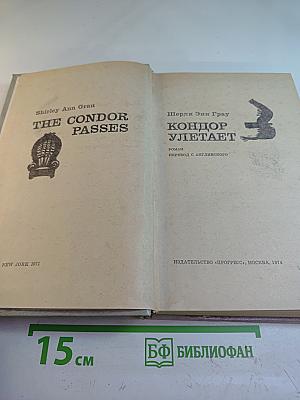 Shirley Ann Grau
THE CONDOR
PASSES
NEW YORK 1971
Шерли Энн Грау
КОНДОР
УЛЕТАЕТ
РОМАН
ПЕРЕВОД С АНГЛИЙСКОГО
ИЗДАТЕЛЬСТВО «ПРОГРЕСС», МОСКВА, 1974
15 см
БФ БИБЛИОФАН